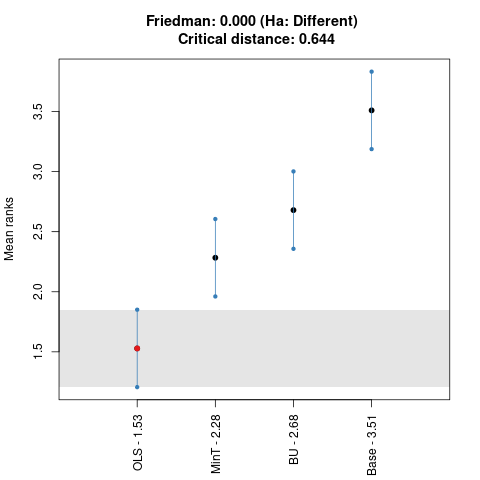 Friedman: 0.000 (Ha: Different)
Critical distance: 0.644
Mean ranks
3.5
3.0
2.5
2.0
1.5
OLS - 1.53
MinT - 2.28
BU - 2.68
Base - 3.51